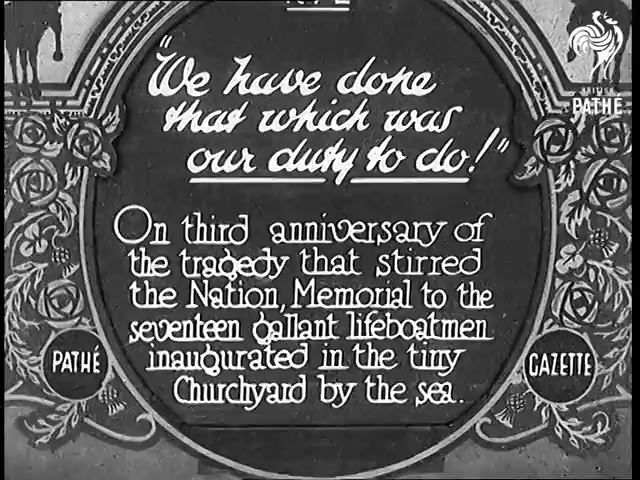 "We have done
that which was
our duty to do!"
On third anniversary of
the tragedy that stirred
the Nation, Memorial to the
seventeen gallant lifeboatmen
inaugurated in the tiny
Churchyard by the sea.
PATHÉ
GAZETTE
BRITISH
PATHÉ